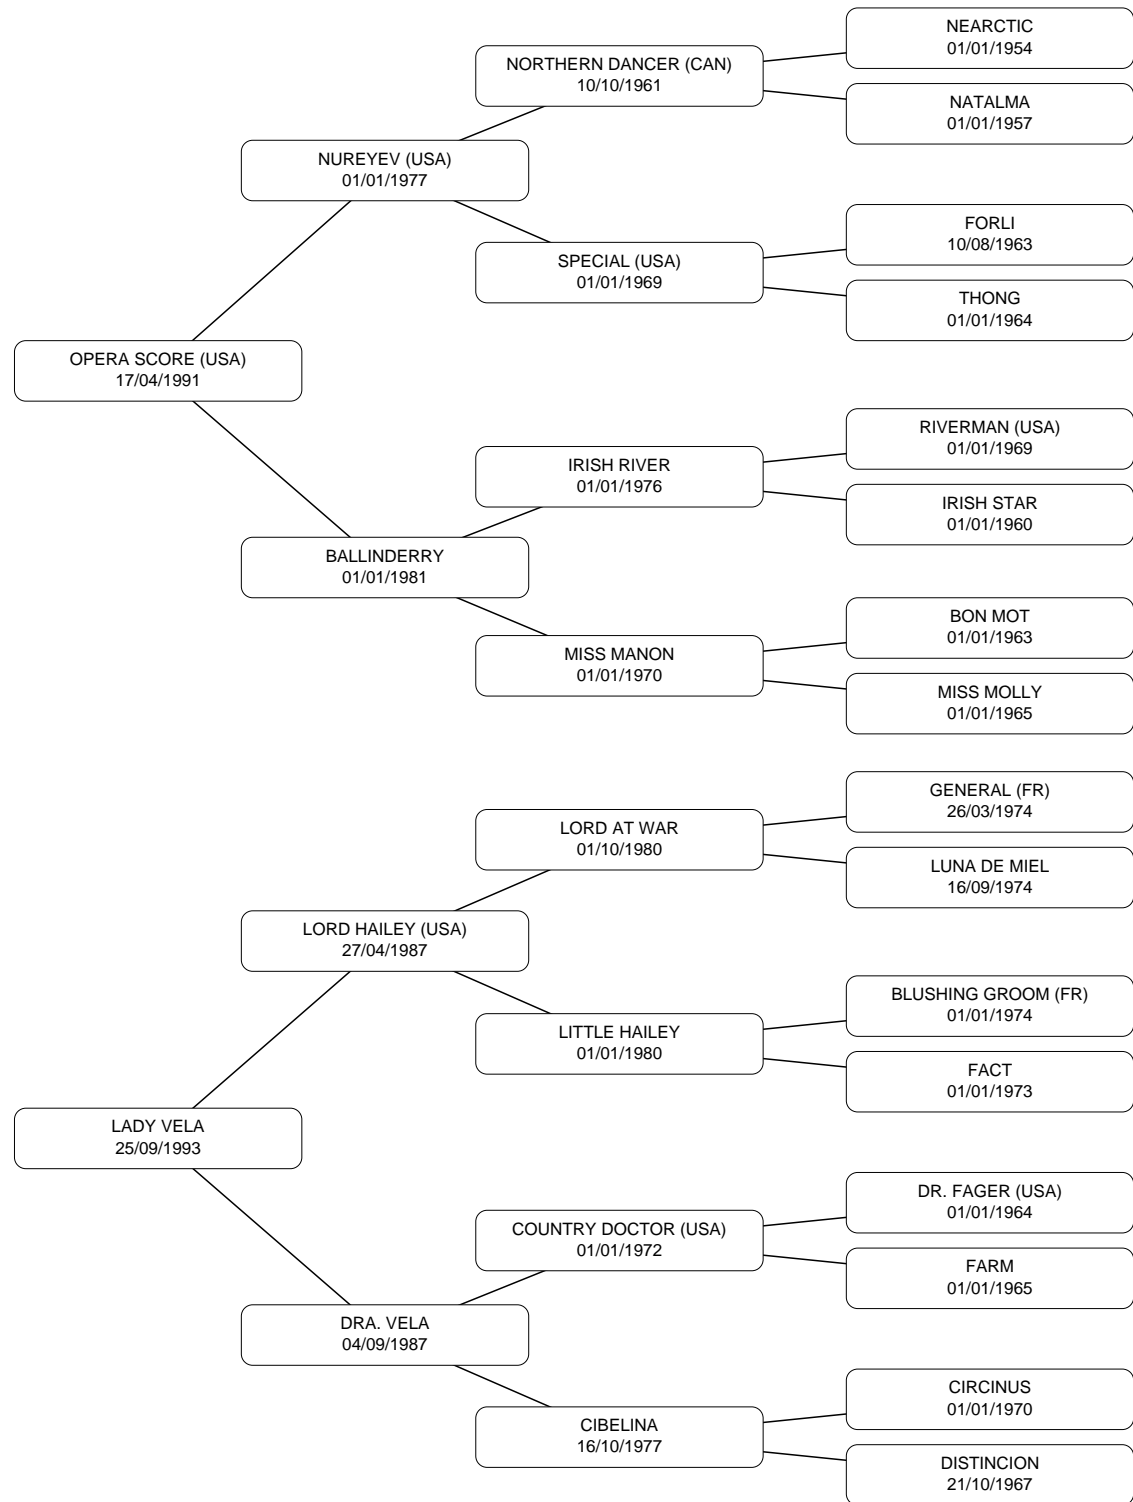 NEARCTIC
01/01/1954
NORTHERN DANCER (CAN)
10/10/1961
NATALMA
01/01/1957
NUREYEV (USA)
01/01/1977
FORLI
10/08/1963
SPECIAL (USA)
01/01/1969
THONG
01/01/1964
OPERA SCORE (USA)
17/04/1991
RIVERMAN (USA)
01/01/1969
IRISH RIVER
01/01/1976
IRISH STAR
01/01/1960
BALLINDERRY
01/01/1981
BON MOT
01/01/1963
MISS MANON
01/01/1970
MISS MOLLY
01/01/1965
GENERAL (FR)
26/03/1974
LORD AT WAR
01/10/1980
LUNA DE MIEL
16/09/1974
LORD HAILEY (USA)
27/04/1987
BLUSHING GROOM (FR)
01/01/1974
LITTLE HAILEY
01/01/1980
FACT
01/01/1973
LADY VELA
25/09/1993
DR. FAGER (USA)
01/01/1964
COUNTRY DOCTOR (USA)
01/01/1972
FARM
01/01/1965
DRA. VELA
04/09/1987
CIRCINUS
01/01/1970
CIBELINA
16/10/1977
DISTINCION
21/10/1967